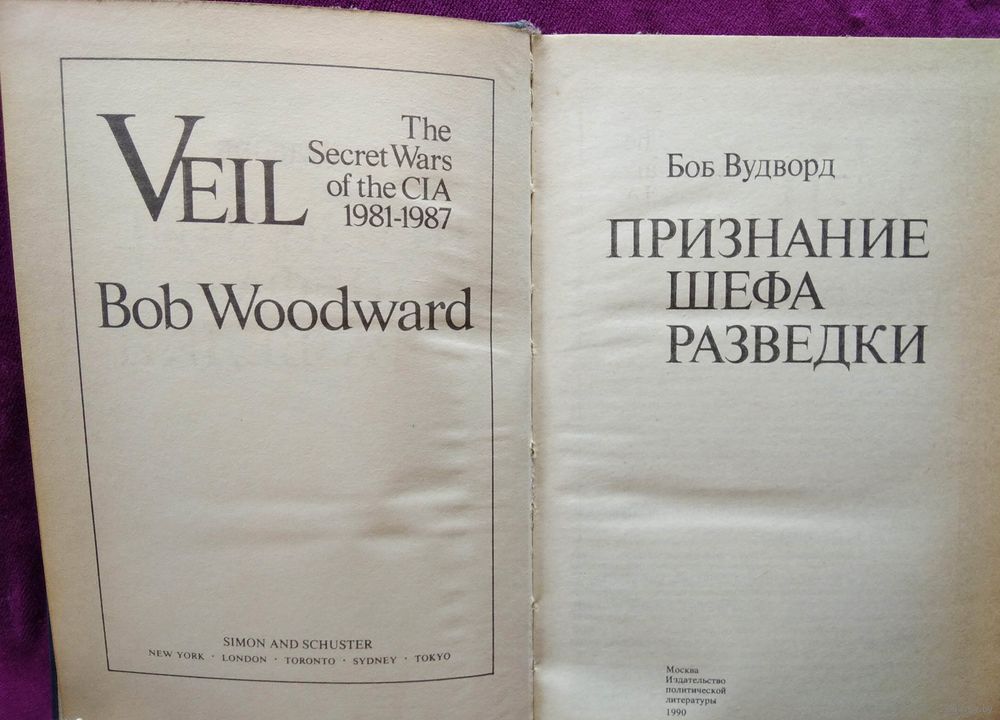 VEIL
The
Secret Wars
of the CIA
1981-1987
Bob Woodward
SIMON AND SCHUSTER
NEW YORK · LONDON · TORONTO · SYDNEY · TOKYO
Боб Вудворд
ПРИЗНАНИЕ
ШЕФА
РАЗВЕДКИ
Москва
Издательство
политической
литературы
1990